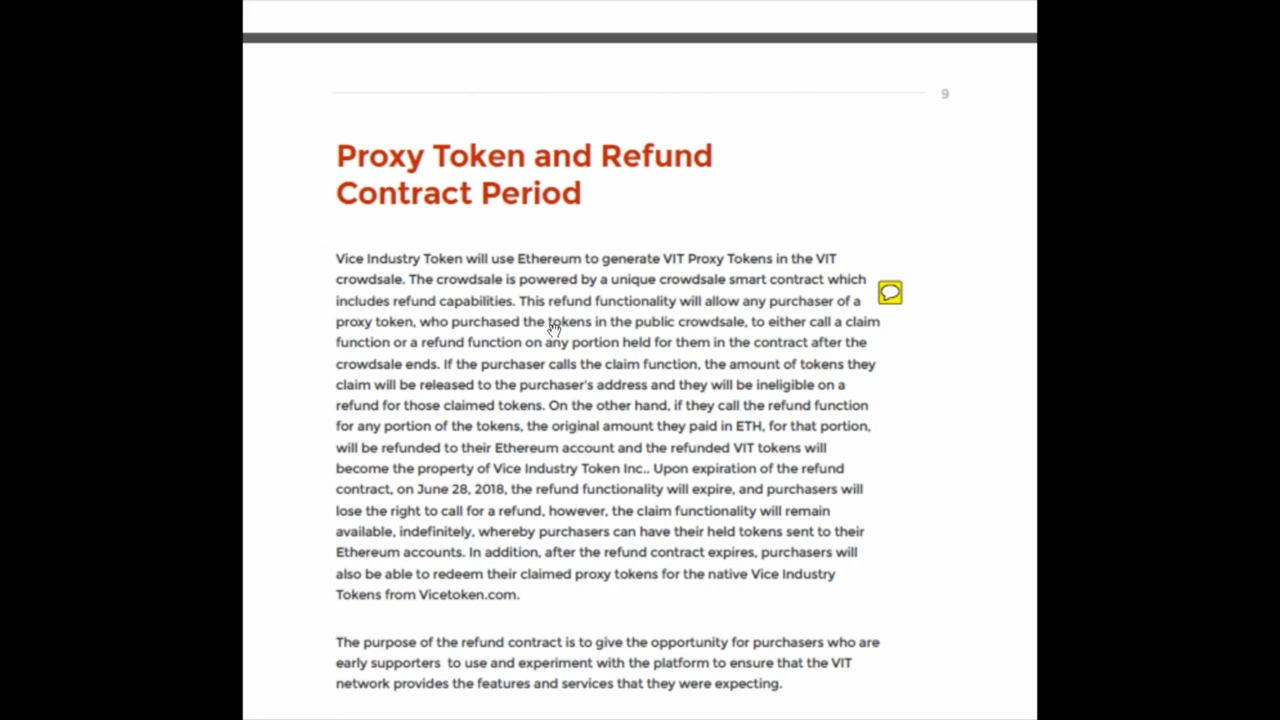 9
Proxy Token and Refund
Contract Period
Vice Industry Token will use Ethereum to generate VIT Proxy Tokens in the VIT
crowdsale. The crowdsale is powered by a unique crowdsale smart contract which
includes refund capabilities. This refund functionality will allow any purchaser of a
proxy token, who purchased the tokens in the public crowdsale, to either call a claim
function or a refund function on any portion held for them in the contract after the
crowdsale ends. If the purchaser calls the claim function, the amount of tokens they
claim will be released to the purchaser's address and they will be ineligible on a
refund for those claimed tokens. On the other hand, if they call the refund function
for any portion of the tokens, the original amount they paid in ETH, for that portion,
will be refunded to their Ethereum account and the refunded VIT tokens will
become the property of Vice Industry Token Inc.. Upon expiration of the refund
contract, on June 28, 2018, the refund functionality will expire, and purchasers will
lose the right to call for a refund, however, the claim functionality will remain
available, indefinitely, whereby purchasers can have their held tokens sent to their
Ethereum accounts. In addition, after the refund contract expires, purchasers will
also be able to redeem their claimed proxy tokens for the native Vice Industry
Tokens from Vicetoken.com.
The purpose of the refund contract is to give the opportunity for purchasers who are
early supporters to use and experiment with the platform to ensure that the VIT
network provides the features and services that they were expecting.